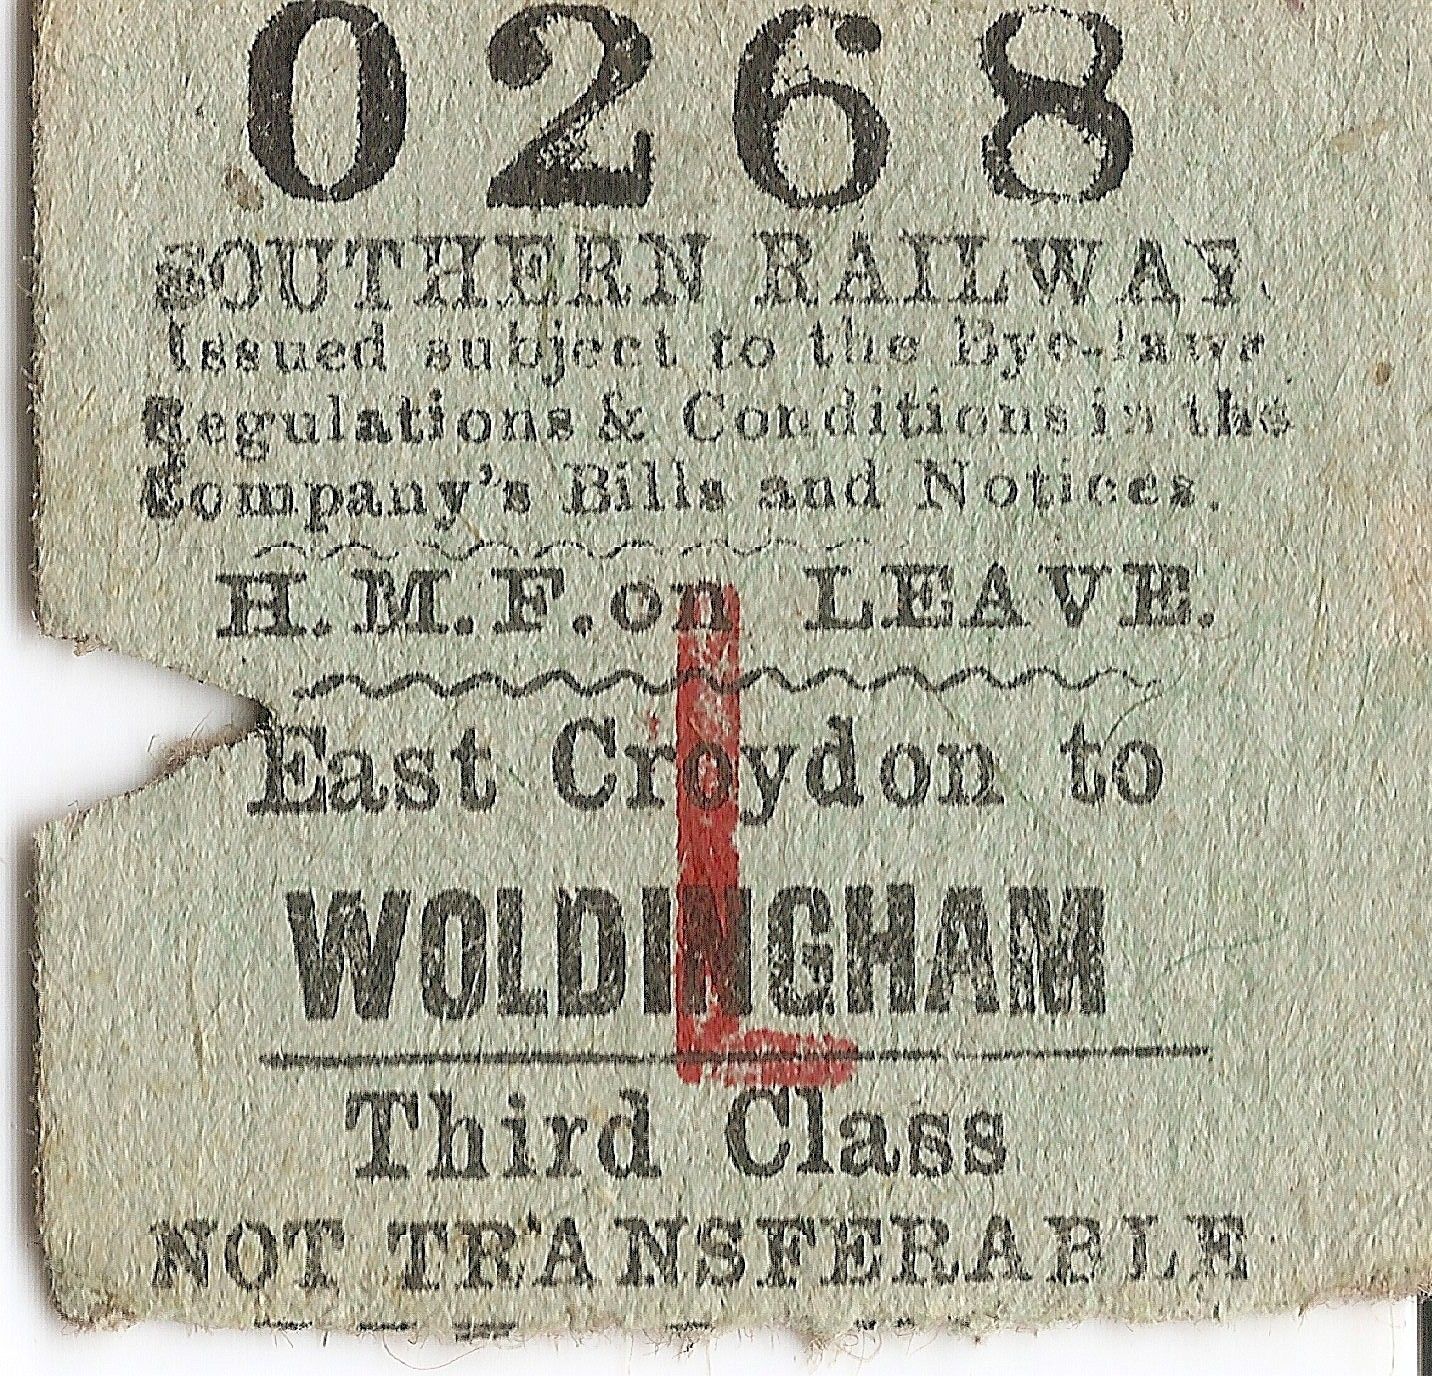 0268
SOUTHERN RAILWAY.
Issued subject to the Bye-laws
Regulations & Conditions in the
Company's Bills and Notices.
H.M.F. on LEAVE.
East Croydon to
WOLDINGHAM
Third Class
NOT TRANSFERABLE
L